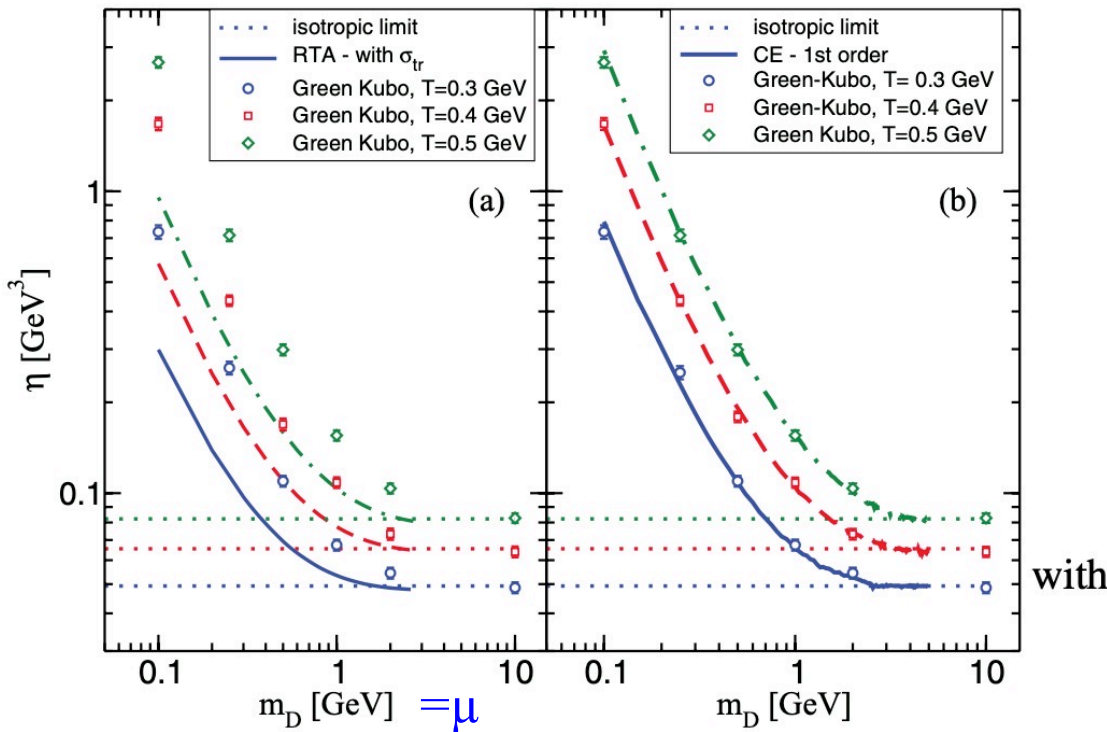 isotropic limit
RTA - with σtr
Green Kubo, T=0.3 GeV
Green Kubo, T=0.4 GeV
Green Kubo, T=0.5 GeV
(a)
isotropic limit
CE - 1st order
Green-Kubo, T= 0.3 GeV
Green-Kubo, T=0.4 GeV
Green Kubo, T=0.5 GeV
(b)
η [GeV³]
1
0.1
0.1 1 10
0.1 1 10
m_D [GeV] =μ
m_D [GeV]
with